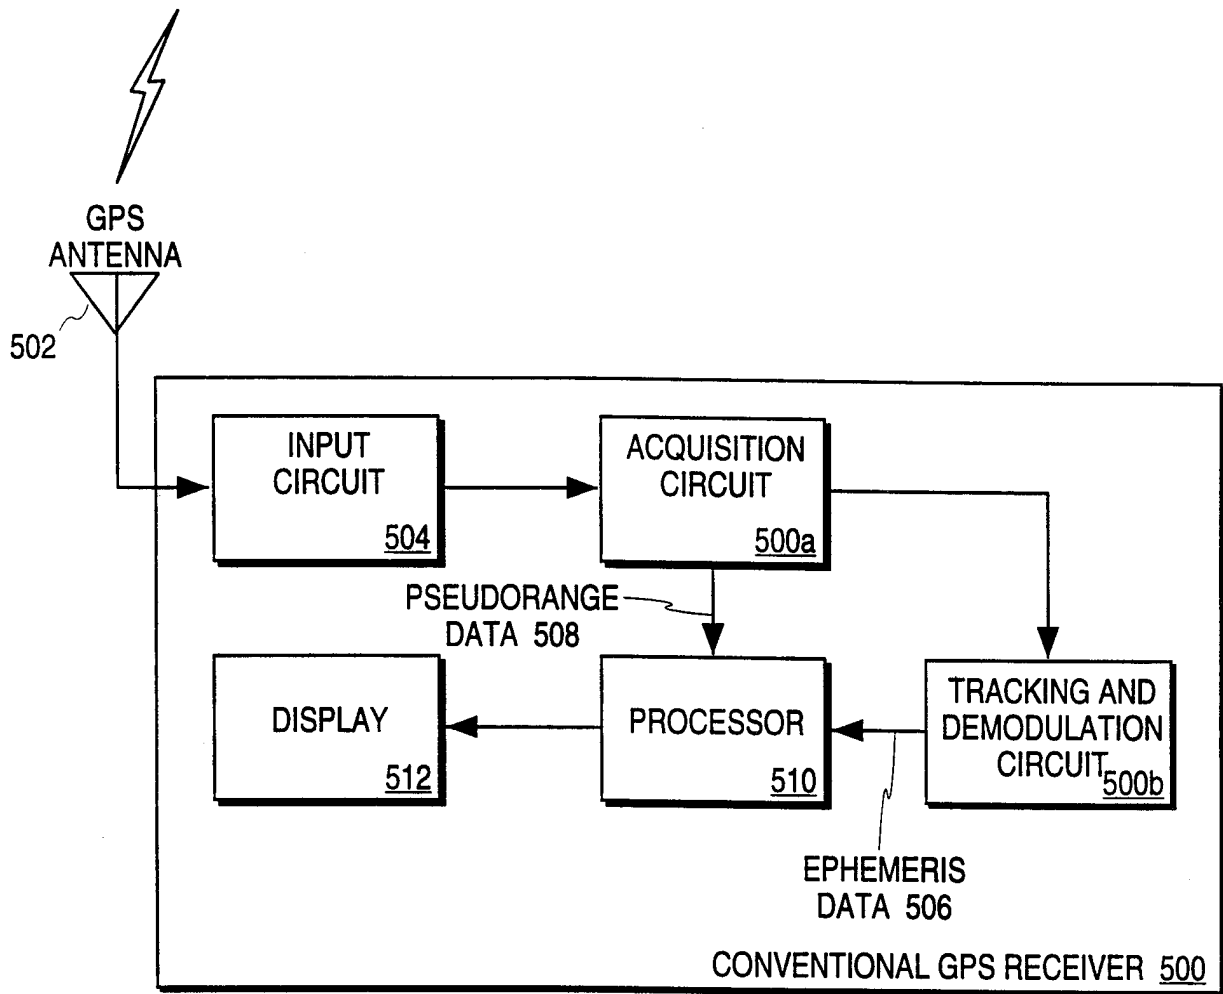 GPS
ANTENNA
502
INPUT
CIRCUIT
504
ACQUISITION
CIRCUIT
500a
PSEUDORANGE
DATA 508
DISPLAY
512
PROCESSOR
510
TRACKING AND
DEMODULATION
CIRCUIT
500b
EPHEMERIS
DATA 506
CONVENTIONAL GPS RECEIVER 500